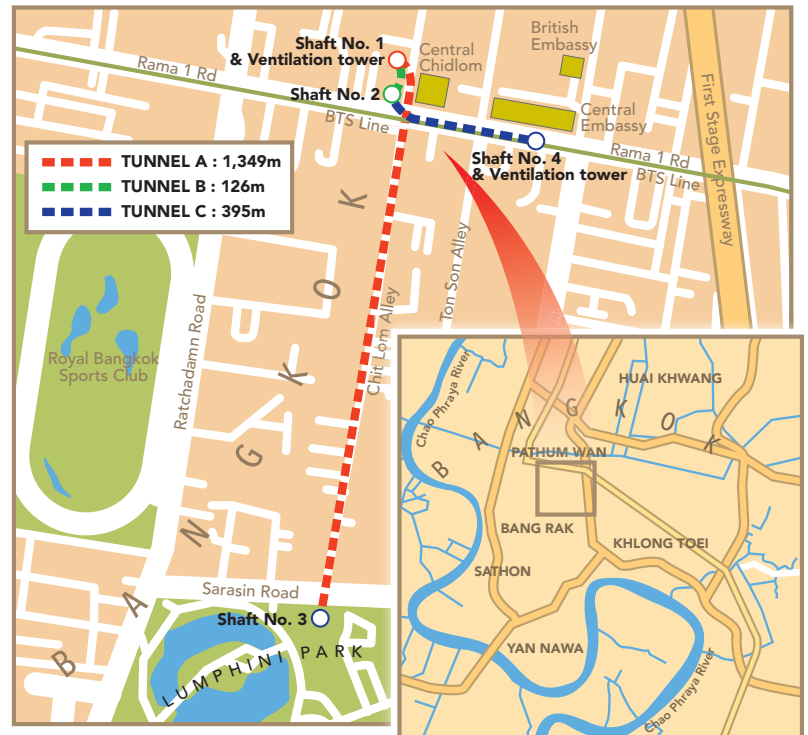 Shaft No. 1
& Ventilation tower
Central
Chidlom
British
Embassy
Rama 1 Rd
Shaft No. 2
BTS Line
Central
Embassy
First Stage Expressway
Shaft No. 4
& Ventilation tower
Rama 1 Rd
BTS Line
TUNNEL A : 1,349m
TUNNEL B : 126m
TUNNEL C : 395m
Ton Son Alley
Chit Lom Alley
Ratchadamn Road
Royal Bangkok
Sports Club
BANGKOK
Sarasin Road
Shaft No. 3
LUMPHINI PARK
Chao Phraya River
HUAI KHWANG
BANGKOK
PATHUM WAN
BANG RAK
KHLONG TOEI
SATHON
YAN NAWA
Chao Phraya River